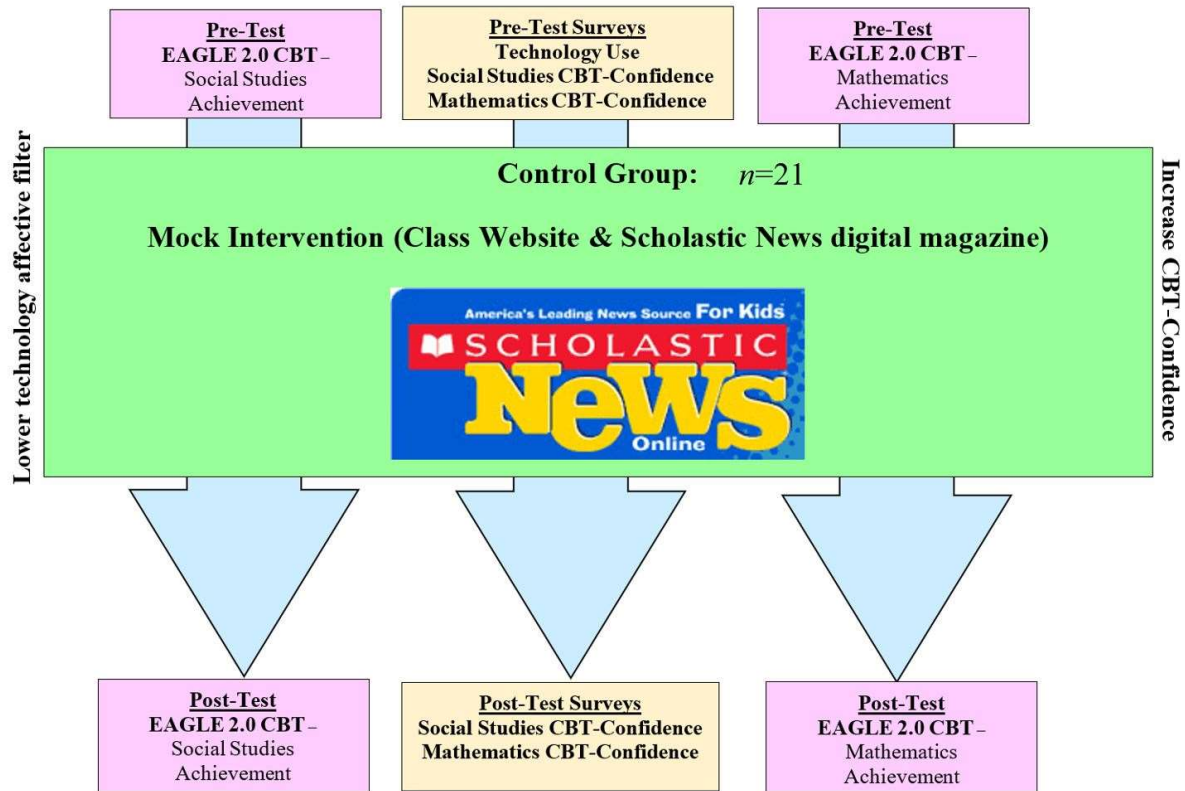 Pre-Test
EAGLE 2.0 CBT –
Social Studies
Achievement
Pre-Test Surveys
Technology Use
Social Studies CBT-Confidence
Mathematics CBT-Confidence
Pre-Test
EAGLE 2.0 CBT –
Mathematics
Achievement
Lower technology affective filter
Control Group: n=21
Mock Intervention (Class Website & Scholastic News digital magazine)
America's Leading News Source For Kids
SCHOLASTIC
NeWs
Online
Increase CBT-Confidence
Post-Test
EAGLE 2.0 CBT –
Social Studies
Achievement
Post-Test Surveys
Social Studies CBT-Confidence
Mathematics CBT-Confidence
Post-Test
EAGLE 2.0 CBT –
Mathematics
Achievement